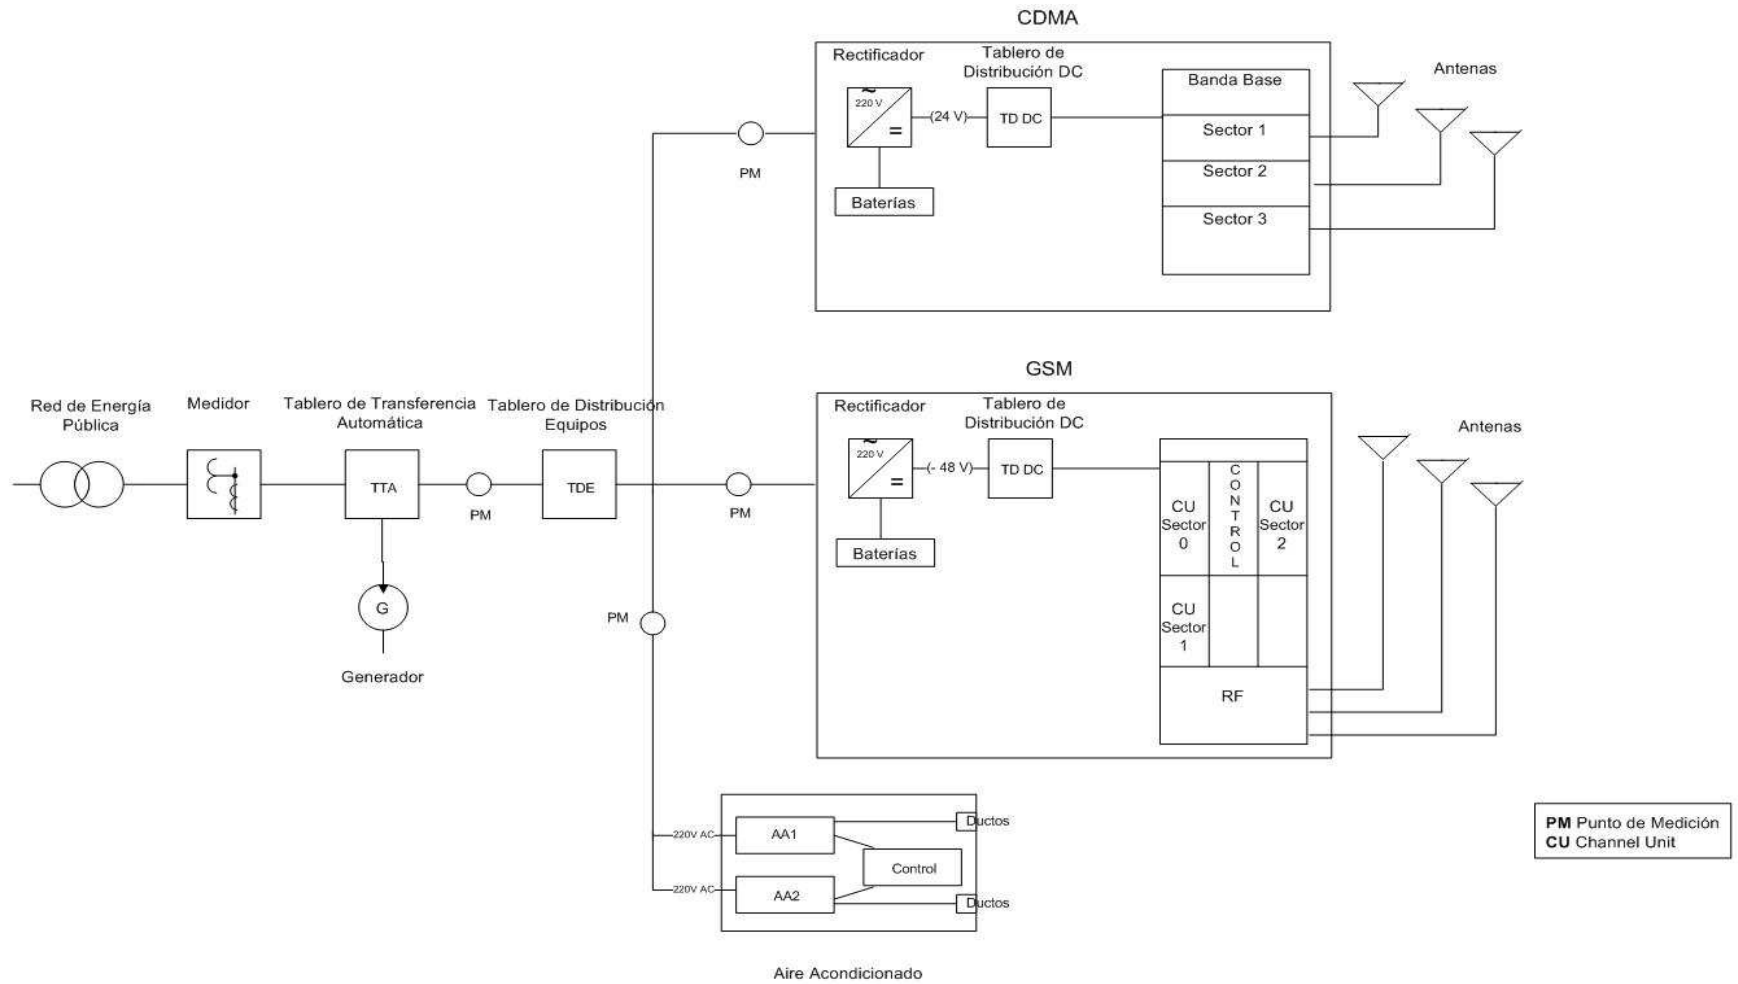 CDMA
Rectificador
Tablero de
Distribución DC
~
220 V
=
(24 V)
TD DC
Baterías
Banda Base
Sector 1
Sector 2
Sector 3
Antenas
PM
GSM
Rectificador
Tablero de
Distribución DC
~
220 V
=
(- 48 V)
TD DC
Baterías
CU
Sector
0
C
O
N
T
R
O
L
CU
Sector
2
CU
Sector
1
RF
Antenas
Red de Energía
Pública
Medidor
Tablero de Transferencia
Automática
TTA
Tablero de Distribución
Equipos
TDE
PM
PM
G
Generador
PM
220V AC
AA1
Ductos
Control
220V AC
AA2
Ductos
Aire Acondicionado
PM Punto de Medición
CU Channel Unit